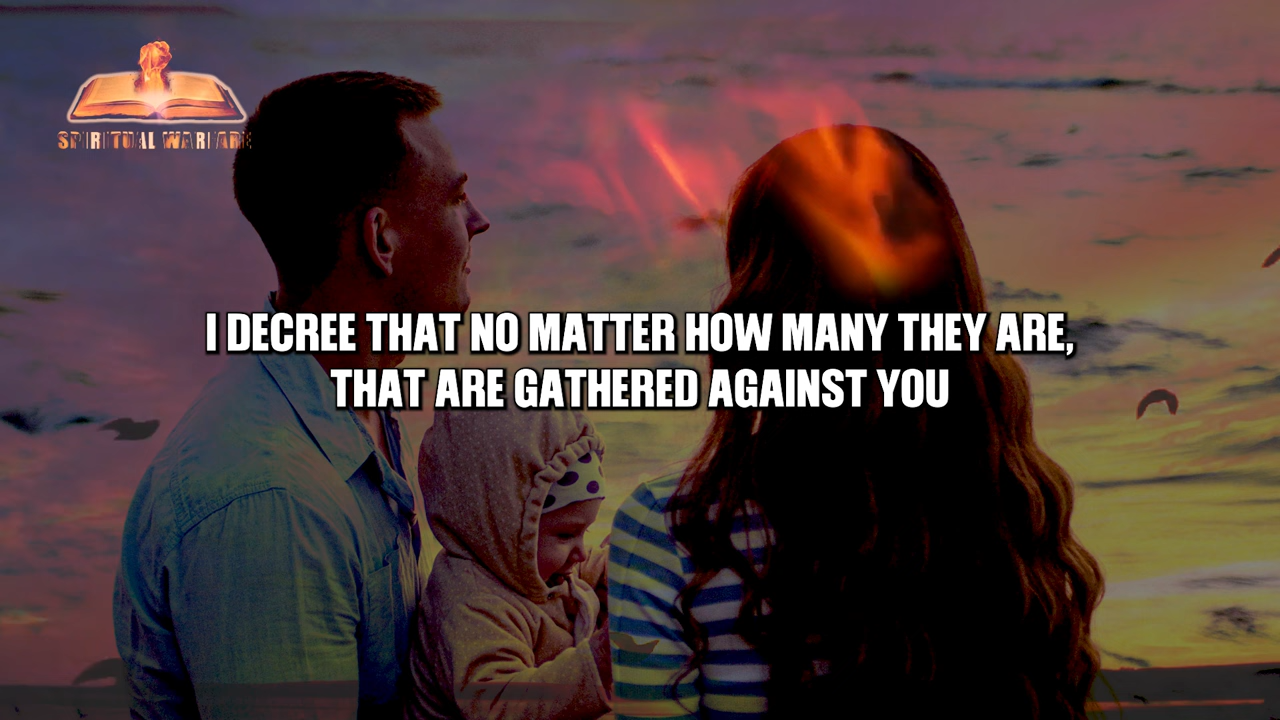 SPIRITUAL WARFARE
I DECREE THAT NO MATTER HOW MANY THEY ARE,
THAT ARE GATHERED AGAINST YOU